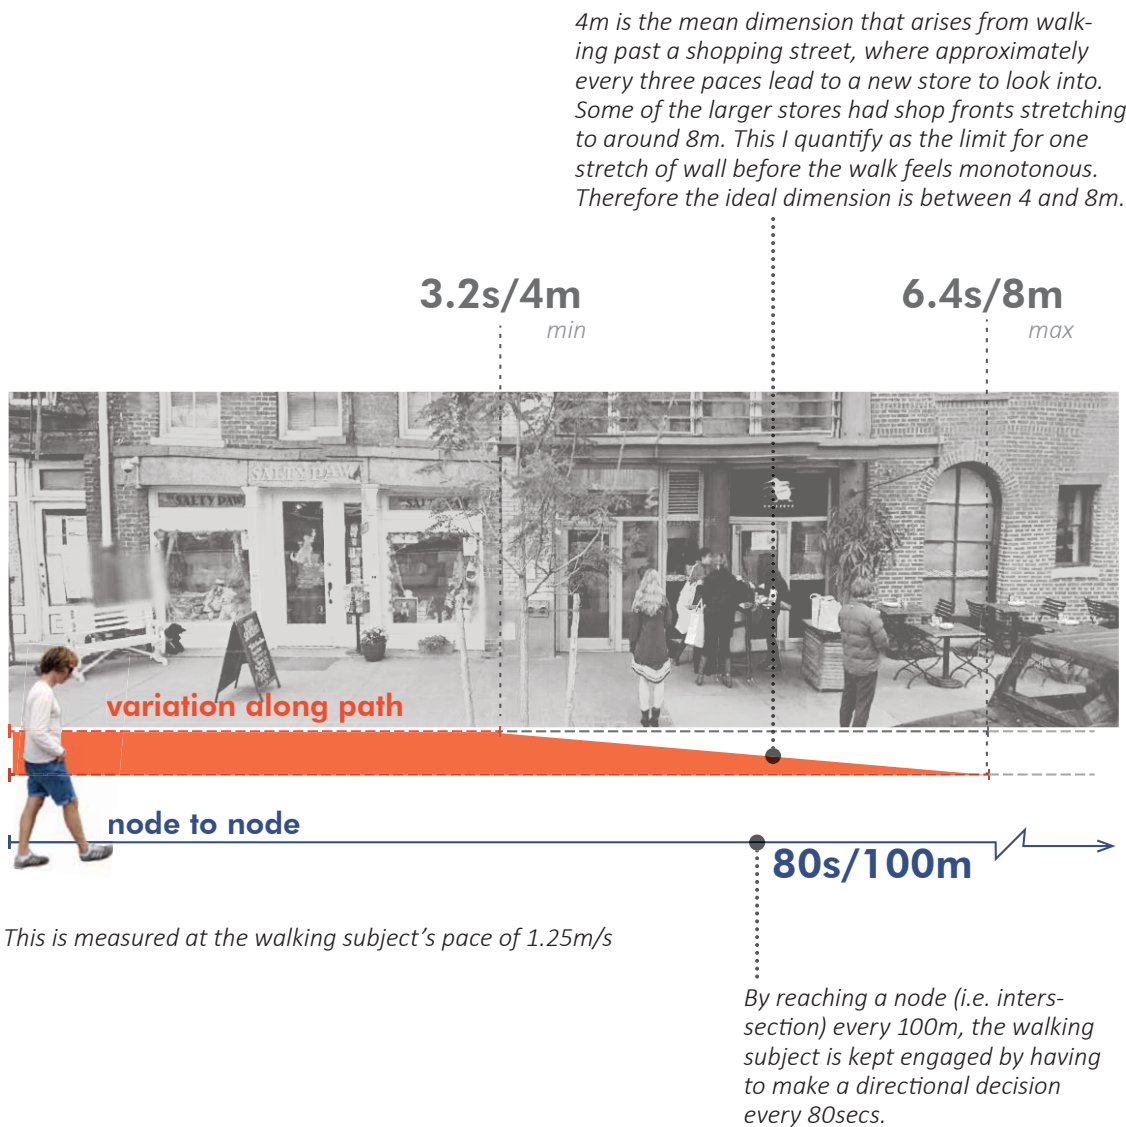 4m is the mean dimension that arises from walk-
ing past a shopping street, where approximately
every three paces lead to a new store to look into.
Some of the larger stores had shop fronts stretching
to around 8m. This I quantify as the limit for one
stretch of wall before the walk feels monotonous.
Therefore the ideal dimension is between 4 and 8m.
3.2s/4m
min
6.4s/8m
max
SALTY PAW
SALTY PAW
variation along path
node to node
80s/100m
This is measured at the walking subject's pace of 1.25m/s
By reaching a node (i.e. inters-
section) every 100m, the walking
subject is kept engaged by having
to make a directional decision
every 80secs.